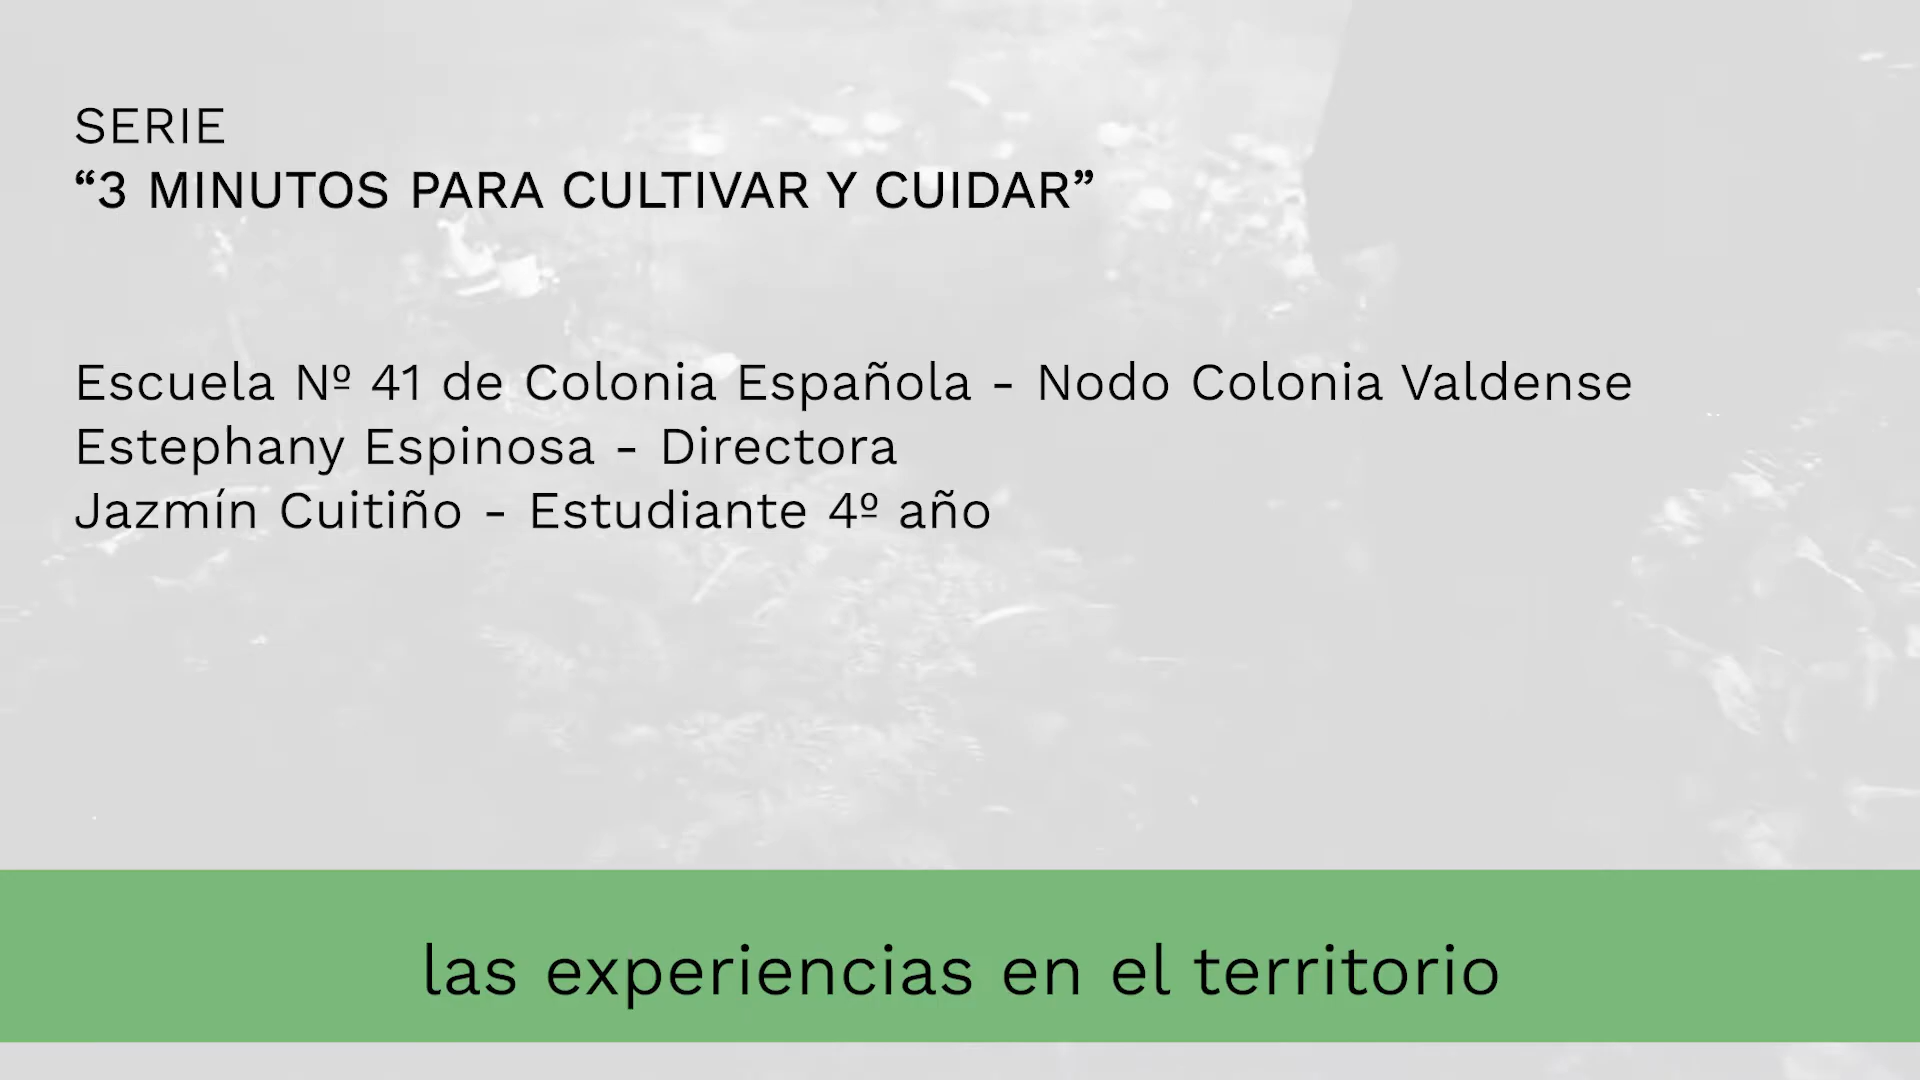 SERIE
“3 MINUTOS PARA CULTIVAR Y CUIDAR”
Escuela Nº 41 de Colonia Española - Nodo Colonia Valdense
Estephany Espinosa - Directora
Jazmín Cuitiño - Estudiante 4º año
las experiencias en el territorio